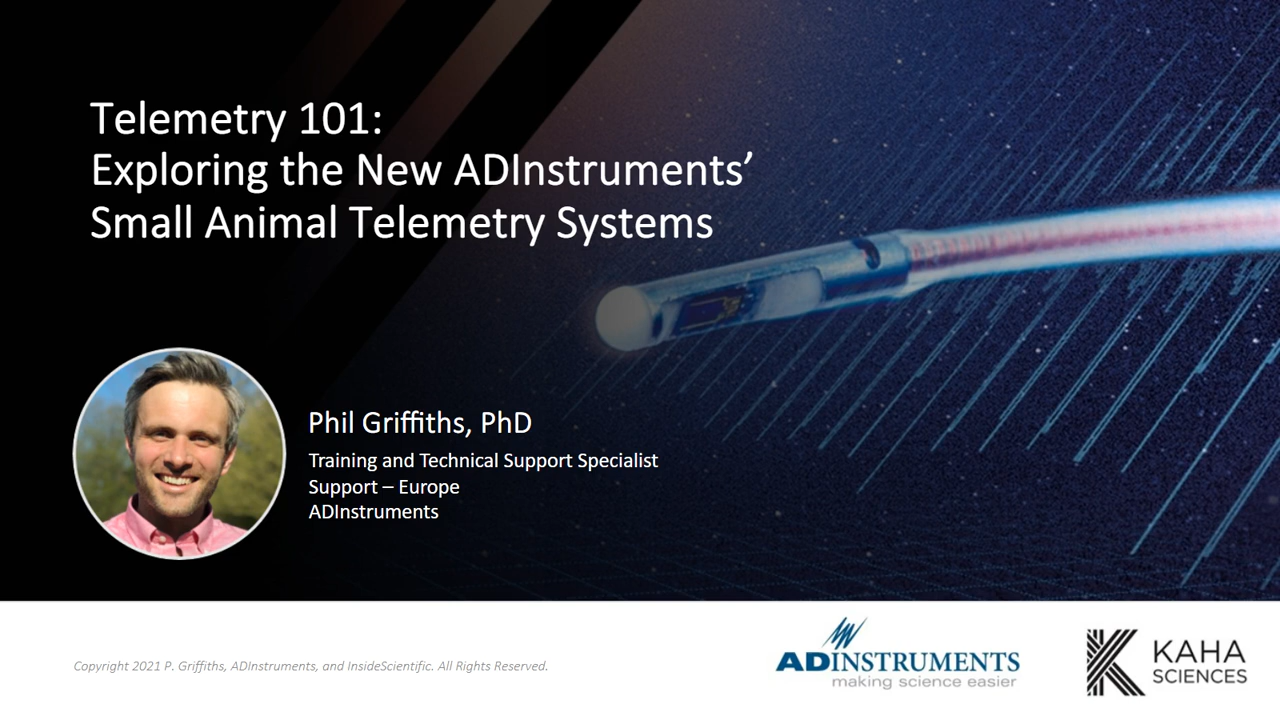 Telemetry 101:
Exploring the New ADInstruments’
Small Animal Telemetry Systems
Phil Griffiths, PhD
Training and Technical Support Specialist
Support – Europe
ADInstruments
Copyright 2021 P. Griffiths, ADInstruments, and InsideScientific. All Rights Reserved.
ADINSTRUMENTS
making science easier
KAHA
SCIENCES